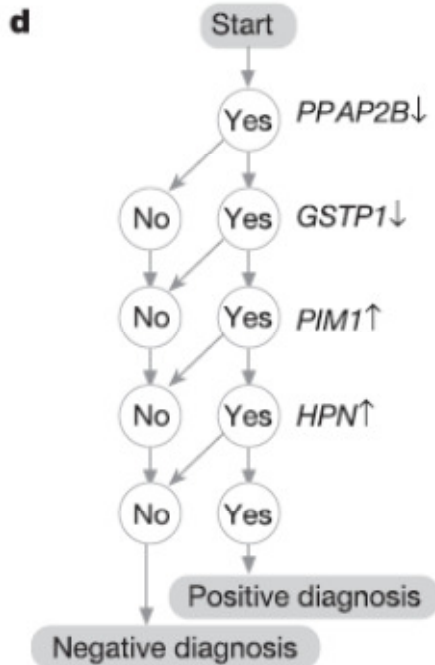 d
Start
Yes PPAP2B↓
No Yes GSTP1↓
No Yes PIM1↑
No Yes HPN↑
No Yes
Positive diagnosis
Negative diagnosis